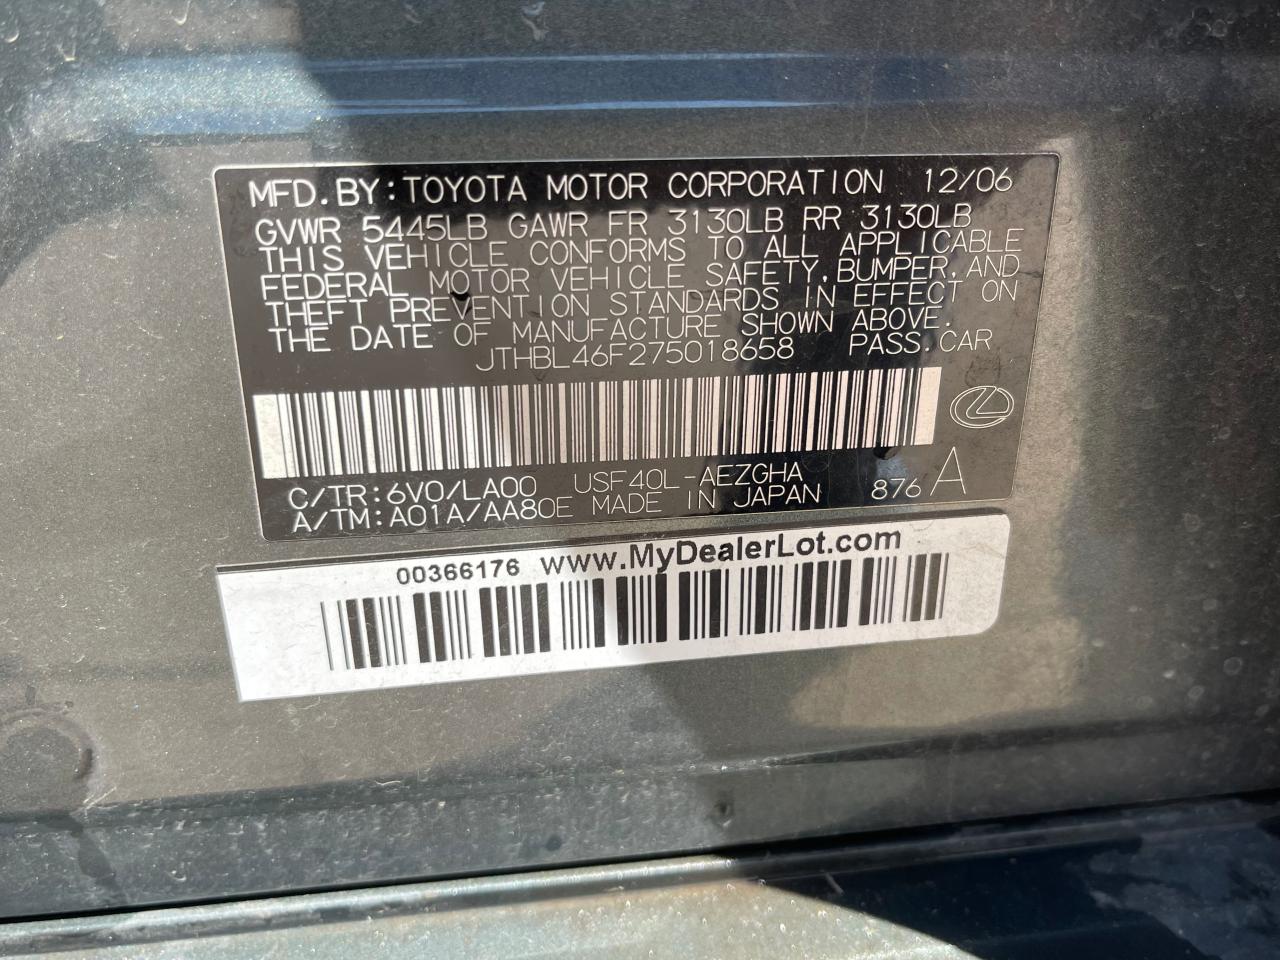 MFD.BY:TOYOTA MOTOR CORPORATION 12/06
GVWR 5445LB GAWR FR 3130LB RR 3130LB
THIS VEHICLE CONFORMS TO ALL APPLICABLE
FEDERAL MOTOR VEHICLE SAFETY,BUMPER,AND
THEFT PREVENTION STANDARDS IN EFFECT ON
THE DATE OF MANUFACTURE SHOWN ABOVE.
JTHBL46F275018658 PASS.CAR
C/TR:6V0/LA00 USF40L-AEZGHA
A/TM:A01A/AA80E MADE IN JAPAN 876 A
00366176 www.MyDealerLot.com